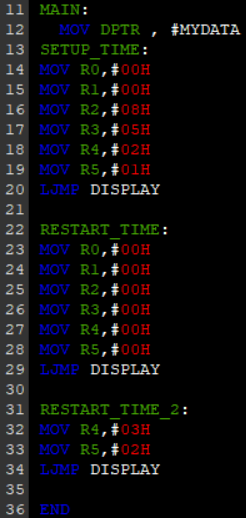 11 MAIN:
12 MOV DPTR , #MYDATA
13 SETUP_TIME:
14 MOV R0,#00H
15 MOV R1,#00H
16 MOV R2,#08H
17 MOV R3,#05H
18 MOV R4,#02H
19 MOV R5,#01H
20 LJMP DISPLAY
21
22 RESTART_TIME:
23 MOV R0,#00H
24 MOV R1,#00H
25 MOV R2,#00H
26 MOV R3,#00H
27 MOV R4,#00H
28 MOV R5,#00H
29 LJMP DISPLAY
30
31 RESTART_TIME_2:
32 MOV R4,#03H
33 MOV R5,#02H
34 LJMP DISPLAY
35
36 END